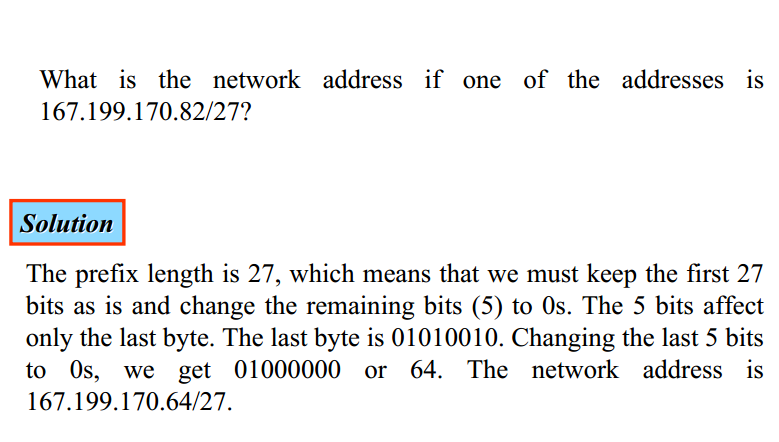 What is the network address if one of the addresses is
167.199.170.82/27?
Solution
The prefix length is 27, which means that we must keep the first 27
bits as is and change the remaining bits (5) to 0s. The 5 bits affect
only the last byte. The last byte is 01010010. Changing the last 5 bits
to 0s, we get 01000000 or 64. The network address is
167.199.170.64/27.